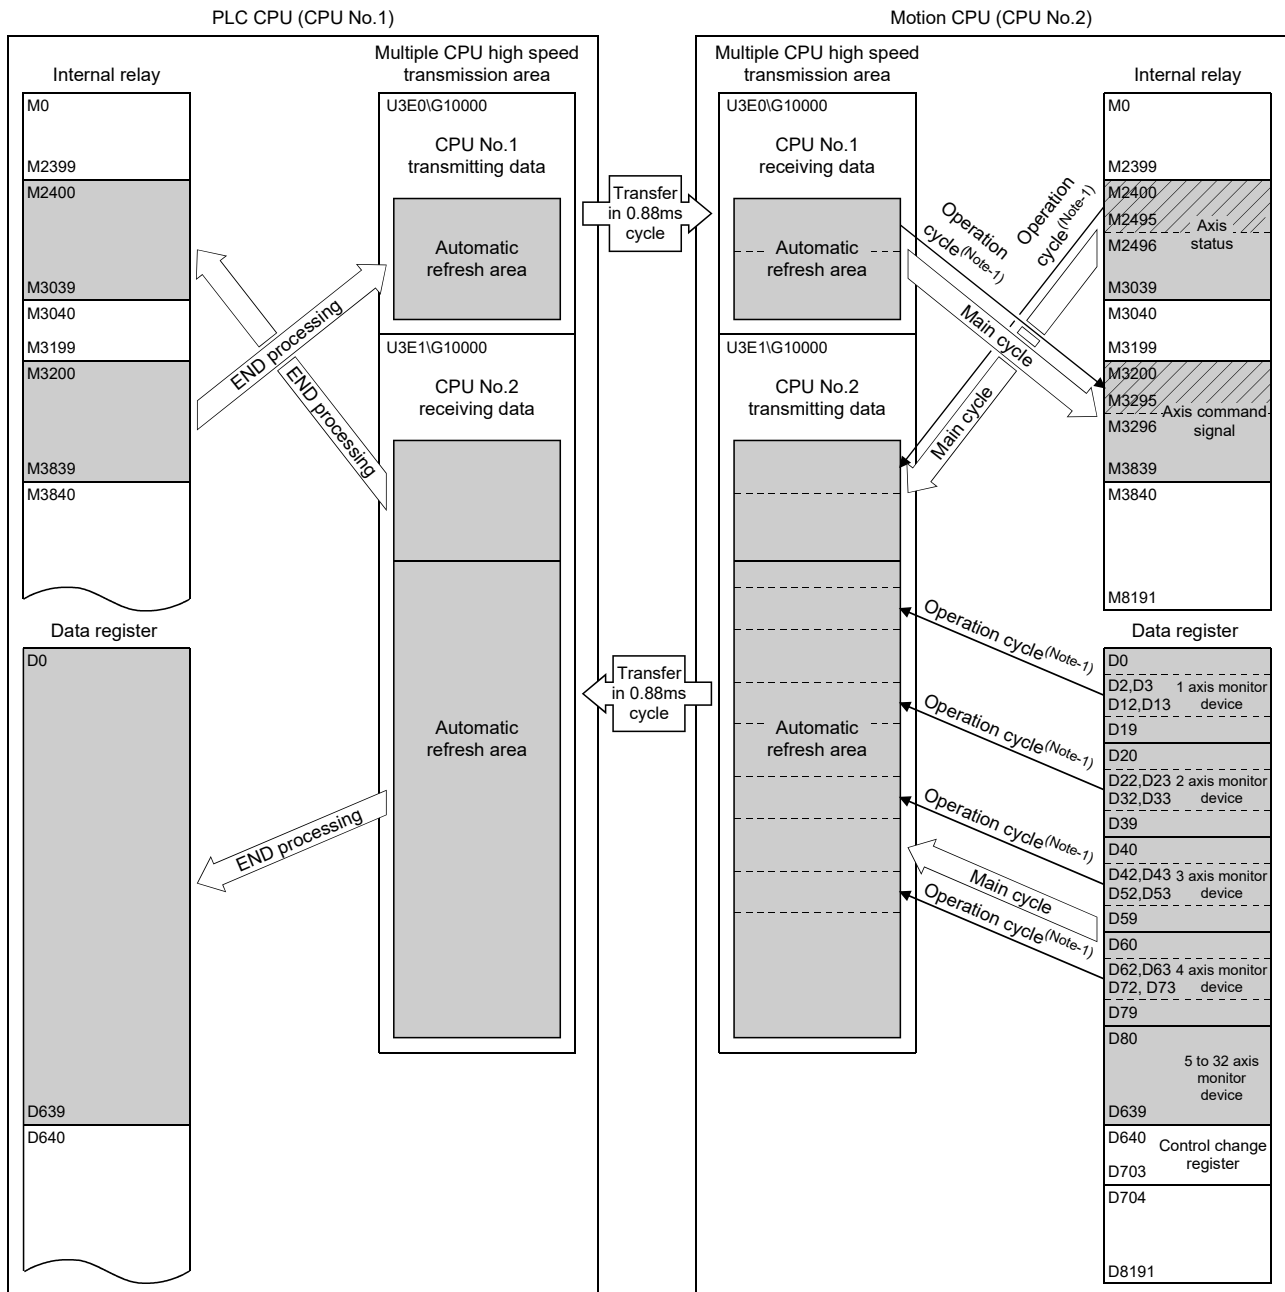 PLC CPU (CPU No.1)
Internal relay
M0
M2399
M2400
M3039
M3040
M3199
M3200
M3839
M3840
Data register
D0
D639
D640
Multiple CPU high speed
transmission area
U3E0\G10000
CPU No.1
transmitting data
Automatic
refresh area
U3E1\G10000
CPU No.2
receiving data
Automatic
refresh area
END processing
END processing
END processing
Transfer
in 0.88ms
cycle
Transfer
in 0.88ms
cycle
Motion CPU (CPU No.2)
Multiple CPU high speed
transmission area
U3E0\G10000
CPU No.1
receiving data
Automatic
refresh area
U3E1\G10000
CPU No.2
transmitting data
Automatic
refresh area
Operation
cycle(Note-1)
Operation
cycle(Note-1)
Main cycle
Main cycle
Operation cycle(Note-1)
Operation cycle(Note-1)
Operation cycle(Note-1)
Main cycle
Operation cycle(Note-1)
Internal relay
M0
M2399
M2400
M2495
Axis
status
M2496
M3039
M3040
M3199
M3200
M3295
Axis command
signal
M3296
M3839
M3840
M8191
Data register
D0
D2,D3 1 axis monitor
D12,D13 device
D19
D20
D22,D23 2 axis monitor
D32,D33 device
D39
D40
D42,D43 3 axis monitor
D52,D53 device
D59
D60
D62,D63 4 axis monitor
D72, D73 device
D79
D80
5 to 32 axis
monitor
device
D639
D640
Control change
register
D703
D704
D8191